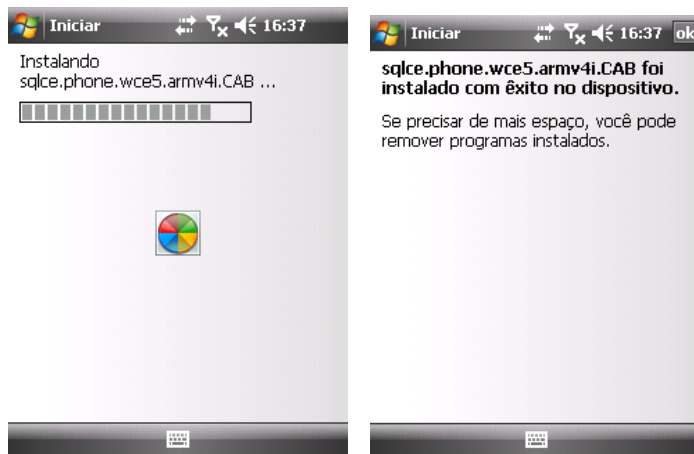 Iniciar 16:37
Instalando
sqlce.phone.wce5.armv4i.CAB ...
Iniciar 16:37 ok
sqlce.phone.wce5.armv4i.CAB foi
instalado com êxito no dispositivo.
Se precisar de mais espaço, você pode
remover programas instalados.